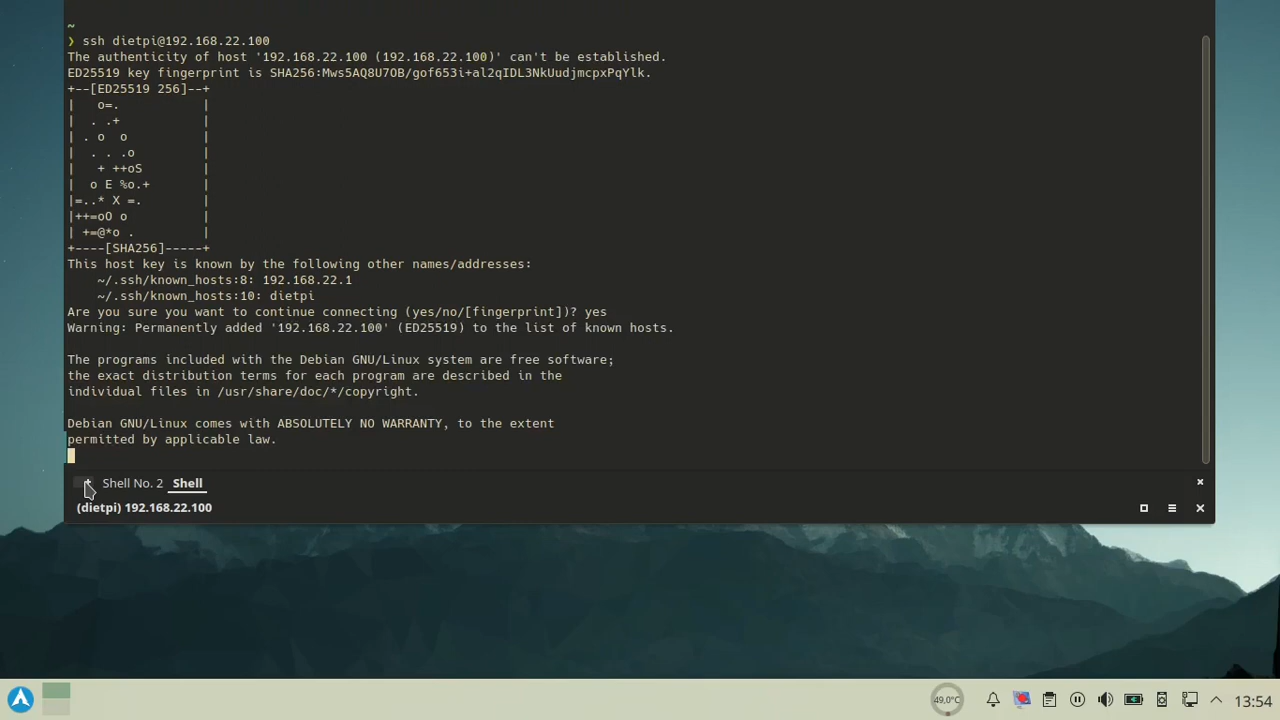 ~
❯ ssh dietpi@192.168.22.100
The authenticity of host '192.168.22.100 (192.168.22.100)' can't be established.
ED25519 key fingerprint is SHA256:Mws5AQ8U7OB/gof653i+al2qIDL3NkUudjmcpxPqYlk.
+--[ED25519 256]--+
|   o=.           |
|  . .+           |
| . o  o          |
|  . . .o         |
|   + ++oS        |
|  o E %o.+       |
|=..* X =.        |
|++=oO o          |
| +=@*o .         |
+----[SHA256]-----+
This host key is known by the following other names/addresses:
    ~/.ssh/known_hosts:8: 192.168.22.1
    ~/.ssh/known_hosts:10: dietpi
Are you sure you want to continue connecting (yes/no/[fingerprint])? yes
Warning: Permanently added '192.168.22.100' (ED25519) to the list of known hosts.
The programs included with the Debian GNU/Linux system are free software;
the exact distribution terms for each program are described in the
individual files in /usr/share/doc/*/copyright.
Debian GNU/Linux comes with ABSOLUTELY NO WARRANTY, to the extent
permitted by applicable law.
Shell No. 2 Shell
(dietpi) 192.168.22.100
49,0°C 13:54